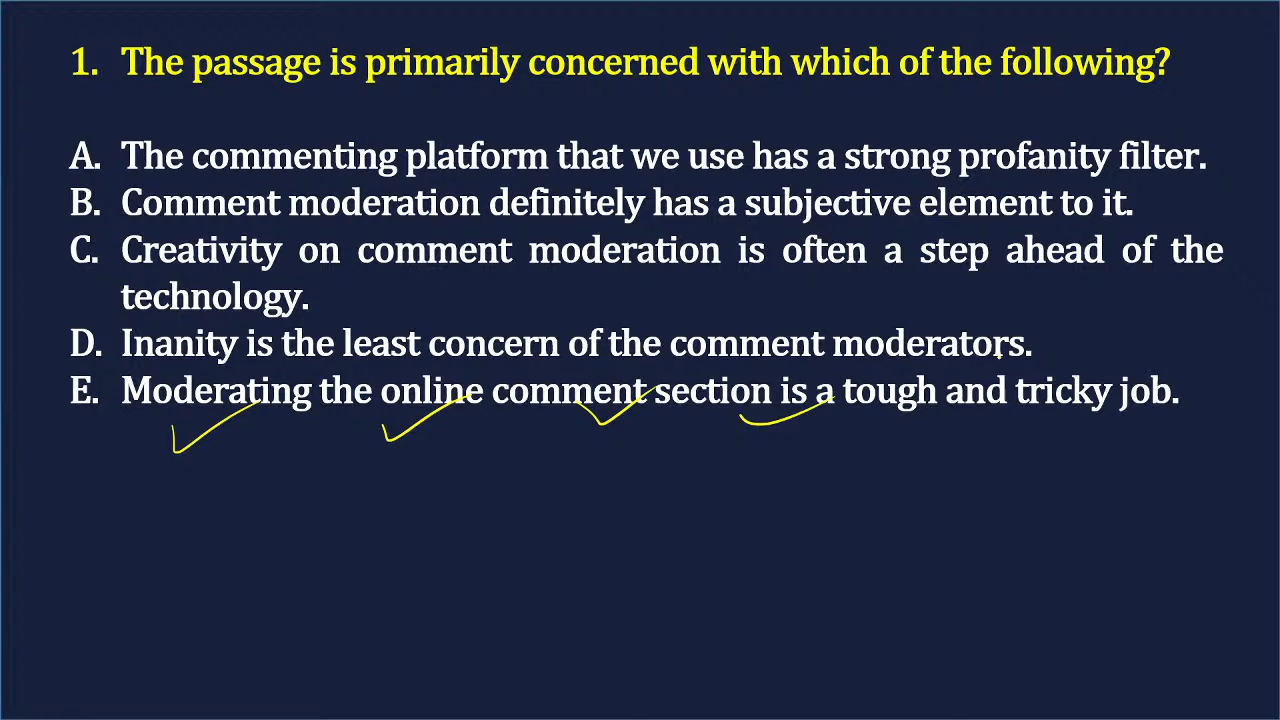 1. The passage is primarily concerned with which of the following?
A. The commenting platform that we use has a strong profanity filter.
B. Comment moderation definitely has a subjective element to it.
C. Creativity on comment moderation is often a step ahead of the
technology.
D. Inanity is the least concern of the comment moderators.
E. Moderating the online comment section is a tough and tricky job.